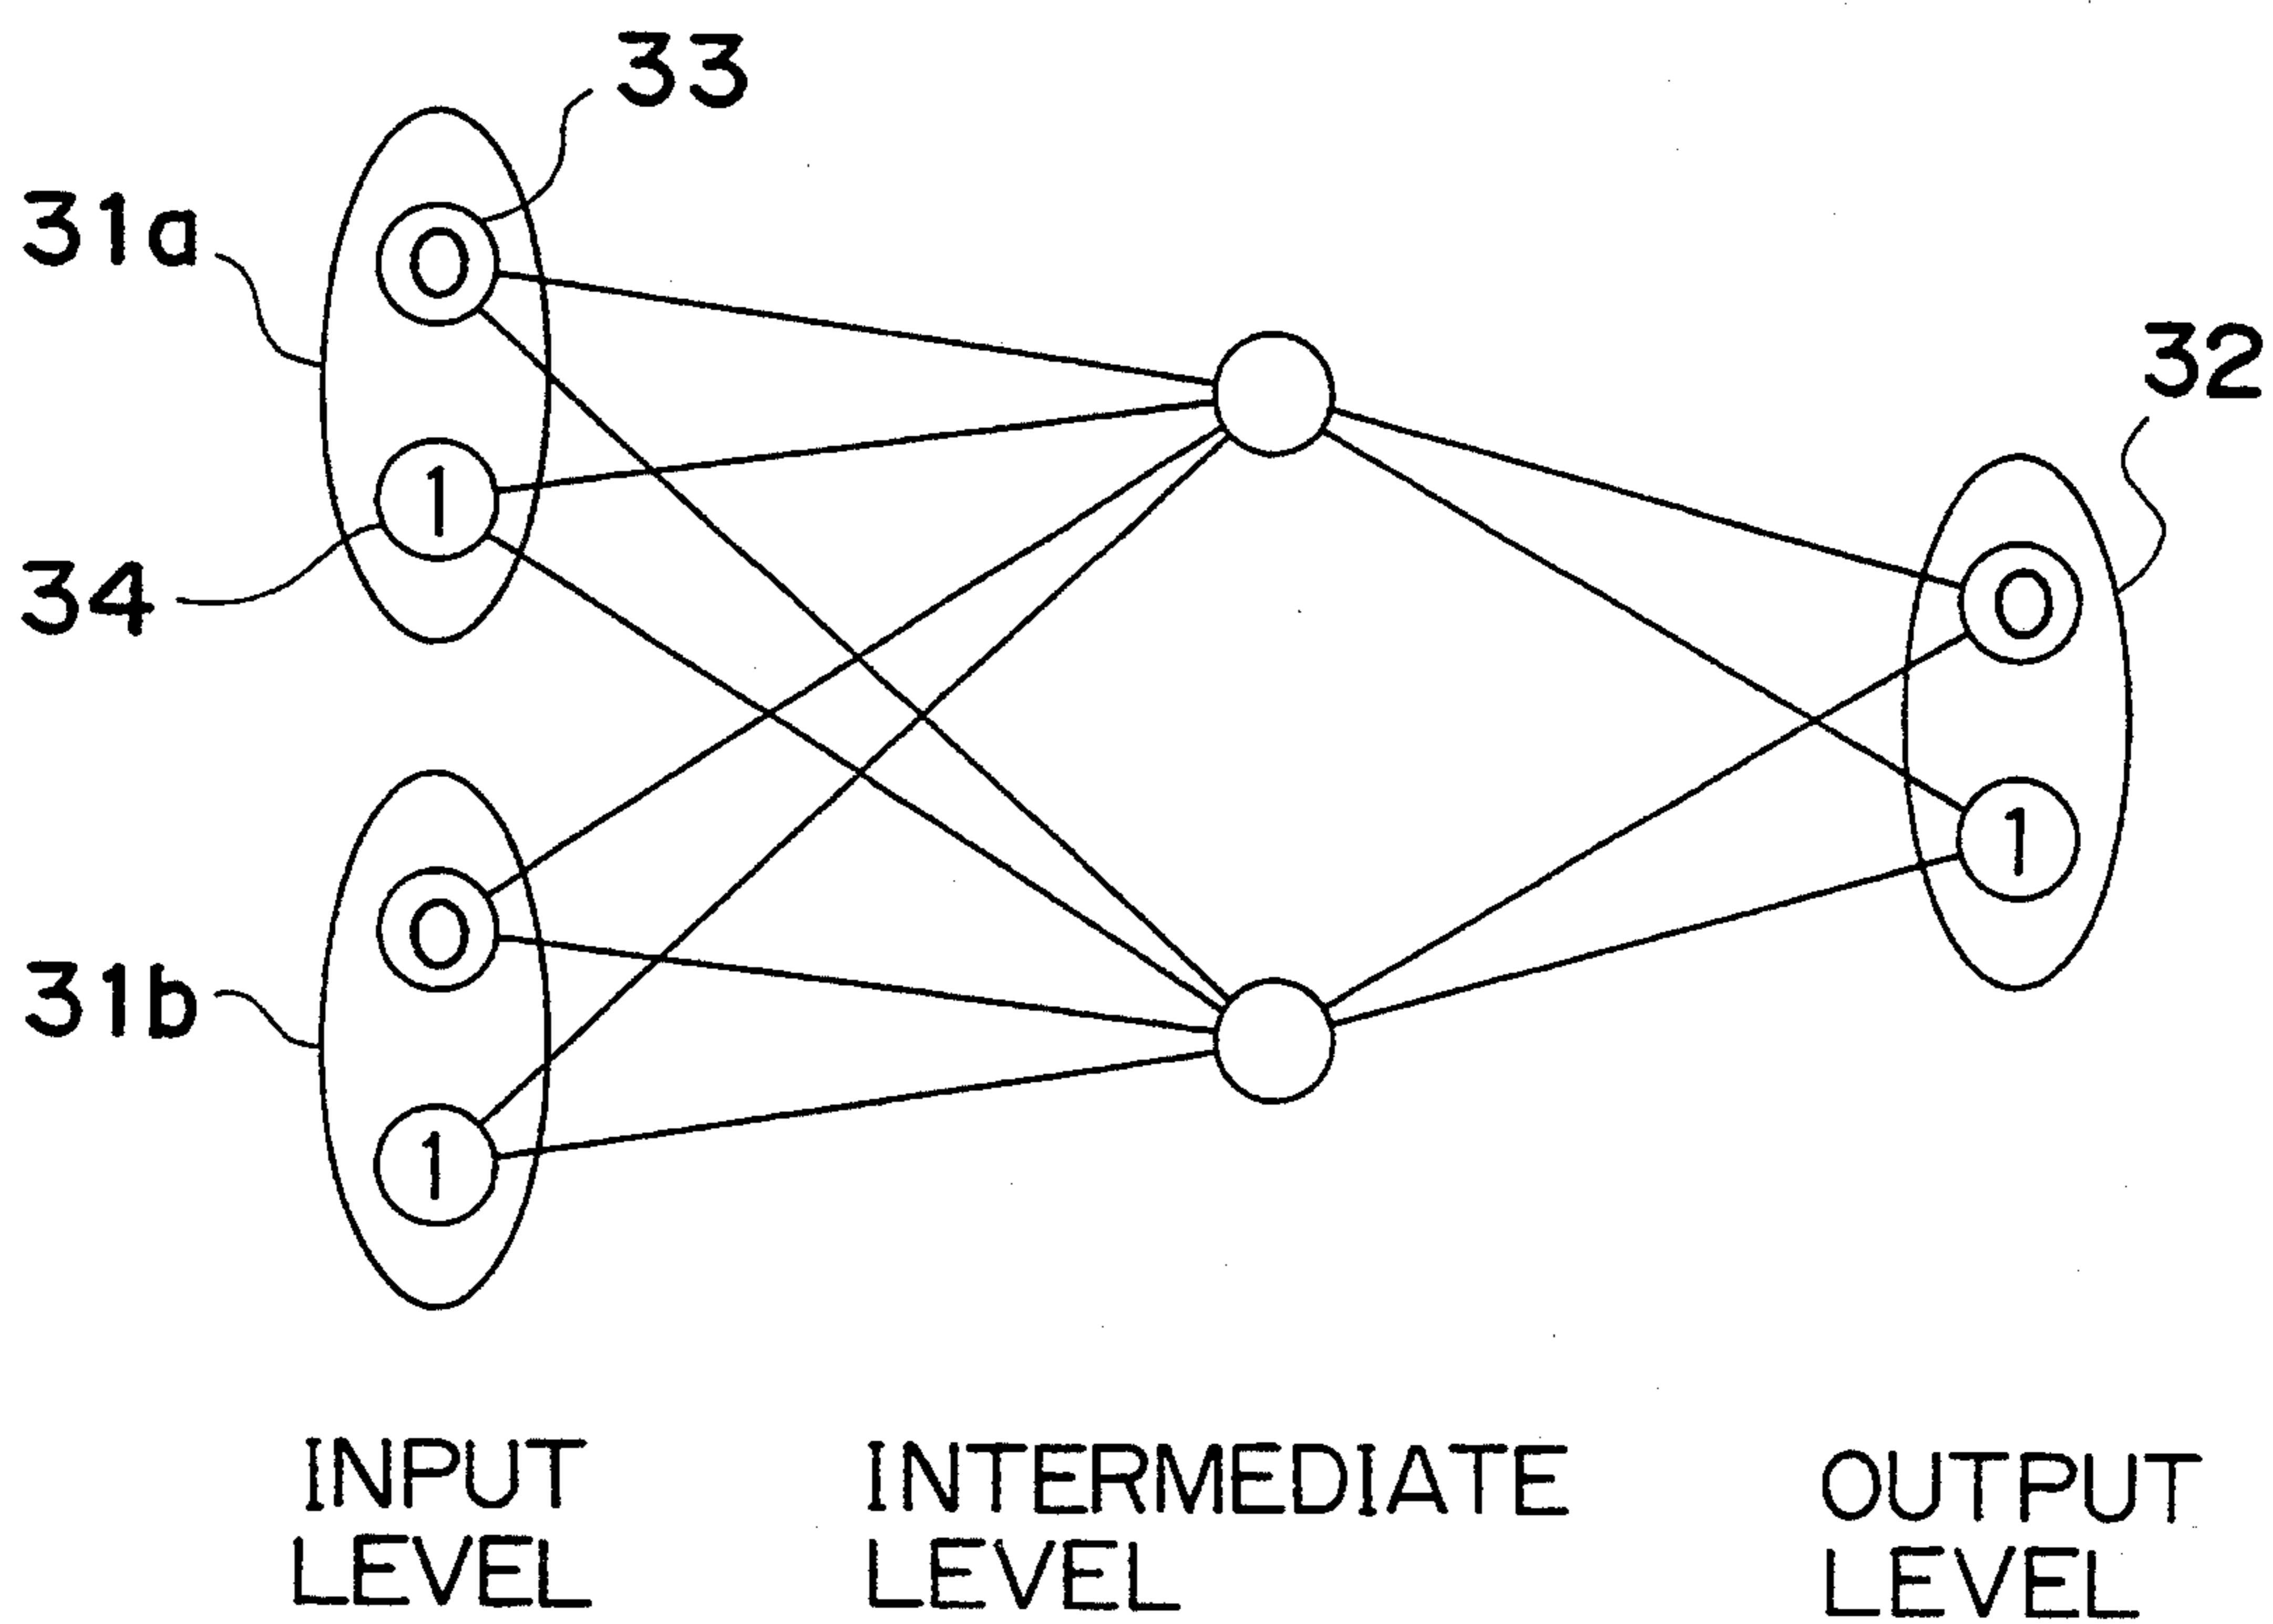 33
31a
0
32
1
34
0
1
0
31b
1
INPUT
LEVEL
INTERMEDIATE
LEVEL
OUTPUT
LEVEL